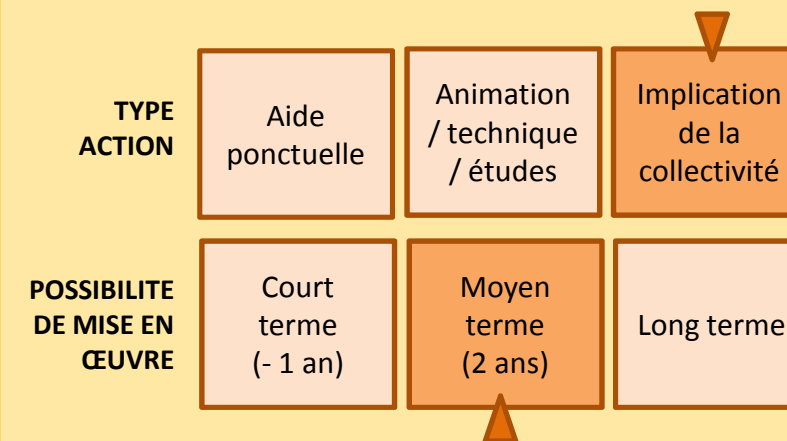 TYPE
ACTION
Aide
ponctuelle
Animation
/ technique
/ études
Implication
de la
collectivité
POSSIBILITE
DE MISE EN
ŒUVRE
Court
terme
(- 1 an)
Moyen
terme
(2 ans)
Long terme